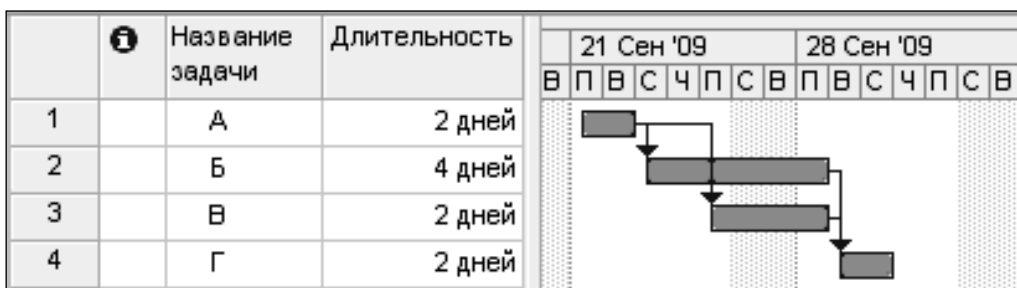 ⓘ Название задачи Длительность 21 Сен '09 28 Сен '09
В П В С Ч П С В П В С Ч П С В
1 А 2 дней
2 Б 4 дней
3 В 2 дней
4 Г 2 дней